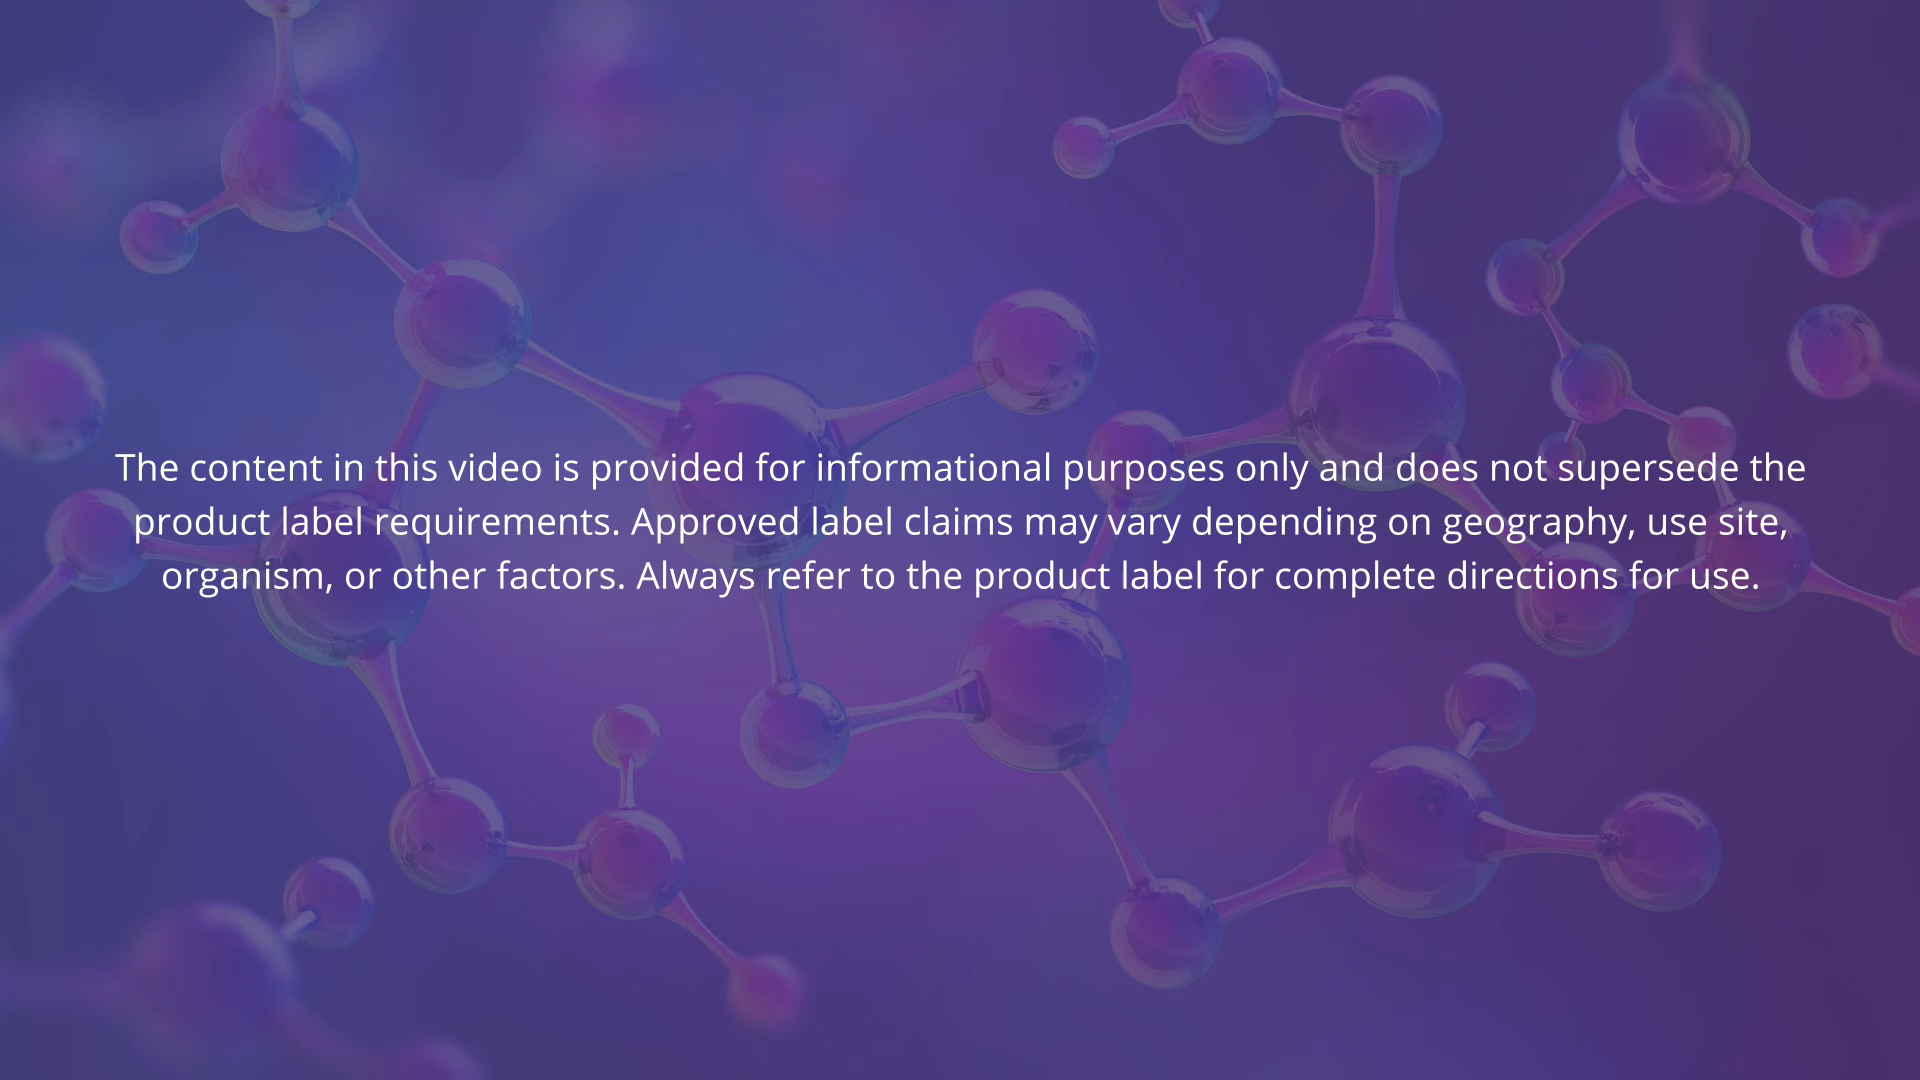 The content in this video is provided for informational purposes only and does not supersede the
product label requirements. Approved label claims may vary depending on geography, use site,
organism, or other factors. Always refer to the product label for complete directions for use.